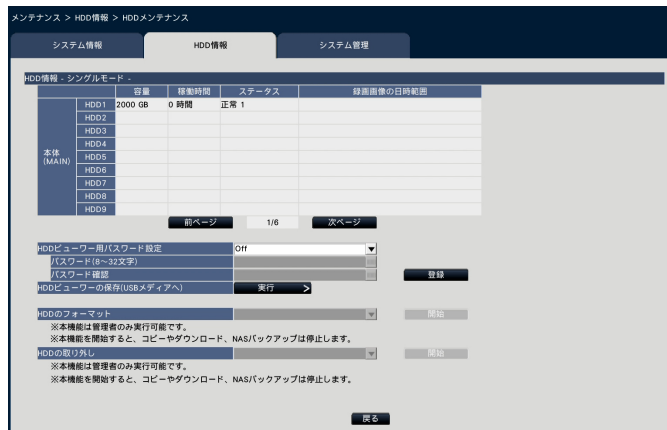 メンテナンス > HDD情報 > HDDメンテナンス
システム情報 HDD情報 システム管理
HDD情報 - シングルモード -
容量 稼働時間 ステータス 録画画像の日時範囲
本体(MAIN) HDD1 2000 GB 0 時間 正常 1
HDD2
HDD3
HDD4
HDD5
HDD6
HDD7
HDD8
HDD9
前ページ 1/6 次ページ
HDDビューワー用パスワード設定 Off
パスワード(8～32文字)
パスワード確認 登録
HDDビューワーの保存(USBメディアへ) 実行 >
HDDのフォーマット 開始
※本機能は管理者のみ実行可能です。
※本機能を開始すると、コピーやダウンロード、NASバックアップは停止します。
HDDの取り外し 開始
※本機能は管理者のみ実行可能です。
※本機能を開始すると、コピーやダウンロード、NASバックアップは停止します。
戻る